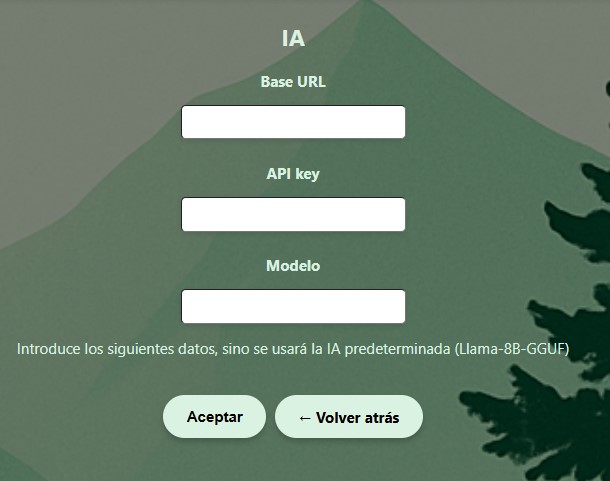 IA
Base URL
API key
Modelo
Introduce los siguientes datos, sino se usará la IA predeterminada (Llama-8B-GGUF)
Aceptar
← Volver atrás